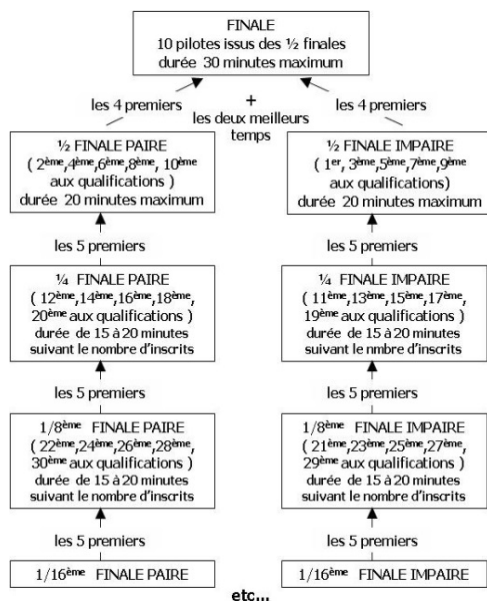 FINALE
10 pilotes issus des ½ finales
durée 30 minutes maximum
les 4 premiers
+
les deux meilleurs
temps
les 4 premiers
½ FINALE PAIRE
( 2ème,4ème,6ème,8ème, 10ème
aux qualifications )
durée 20 minutes maximum
½ FINALE IMPAIRE
( 1er, 3ème,5ème,7ème,9ème
aux qualifications)
durée 20 minutes maximum
les 5 premiers
les 5 premiers
¼ FINALE PAIRE
( 12ème,14ème,16ème,18ème,
20ème aux qualifications )
durée de 15 à 20 minutes
suivant le nombre d'inscrits
¼ FINALE IMPAIRE
( 11ème,13ème,15ème,17ème,
19ème aux qualifications )
durée de 15 à 20 minutes
suivant le nombre d'inscrits
les 5 premiers
les 5 premiers
1/8ème FINALE PAIRE
(22ème,24ème,26ème,28ème,
30ème aux qualifications )
durée de 15 à 20 minutes
suivant le nombre d'inscrits
1/8ème FINALE IMPAIRE
( 21ème,23ème,25ème,27ème,
29ème aux qualifications )
durée de 15 à 20 minutes
suivant le nombre d'inscrits
les 5 premiers
les 5 premiers
1/16ème FINALE PAIRE
1/16ème FINALE IMPAIRE
etc...